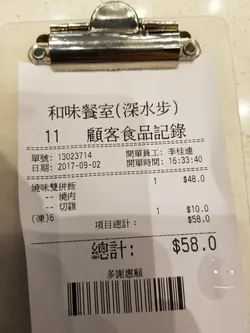 和味餐室(深水步)
11 顧客食品記錄
單號: 13023714 開單員工: 李桂連
日期: 2017-09-02 開單時間: 16:33:40
燒味雙拼飯 1 $48.0
-- 燒肉
-- 切雞
(凍)6 1 $10.0
項目總計: $58.0
總計: $58.0
多謝惠顧